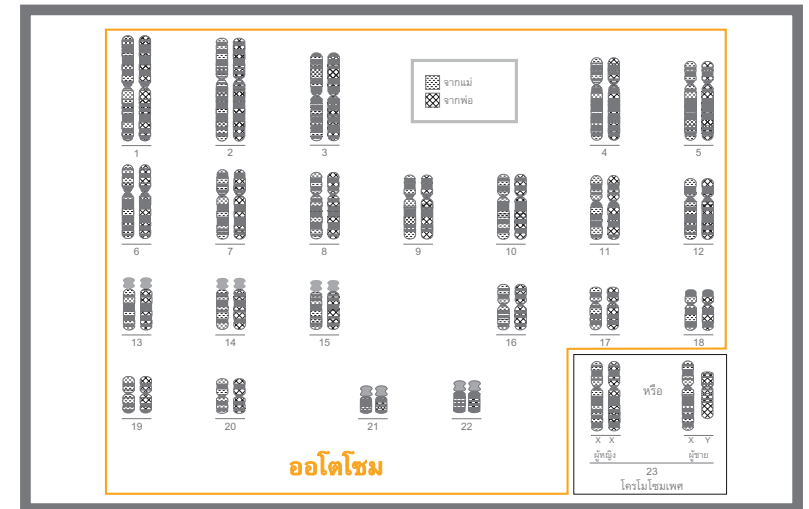 จากแม่
จากพ่อ
1 2 3 4 5
6 7 8 9 10 11 12
13 14 15 16 17 18
19 20 21 22
ออโตโซม
หรือ
X X X Y
ผู้หญิง ผู้ชาย
23
โครโมโซมเพศ